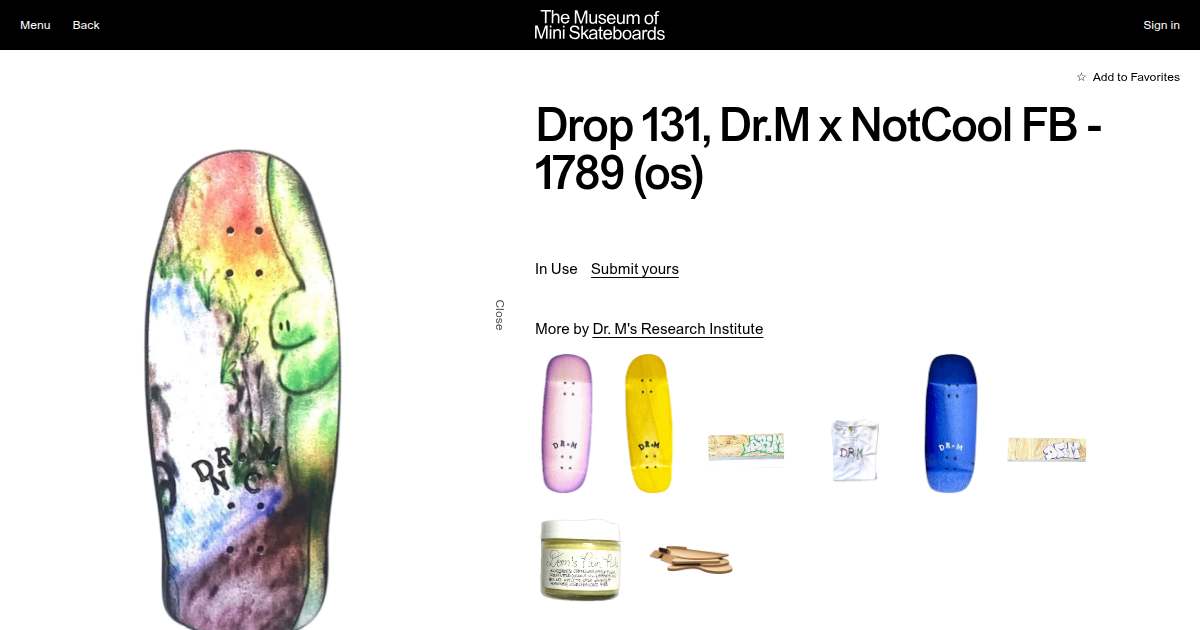 Menu
Back
The Museum of
Mini Skateboards
Sign in
☆ Add to Favorites
Drop 131, Dr.M x NotCool FB -
1789 (os)
In Use Submit yours
Close
More by Dr. M's Research Institute
DR•M
N C
DR•M
DR•M
DR•M
DR•M